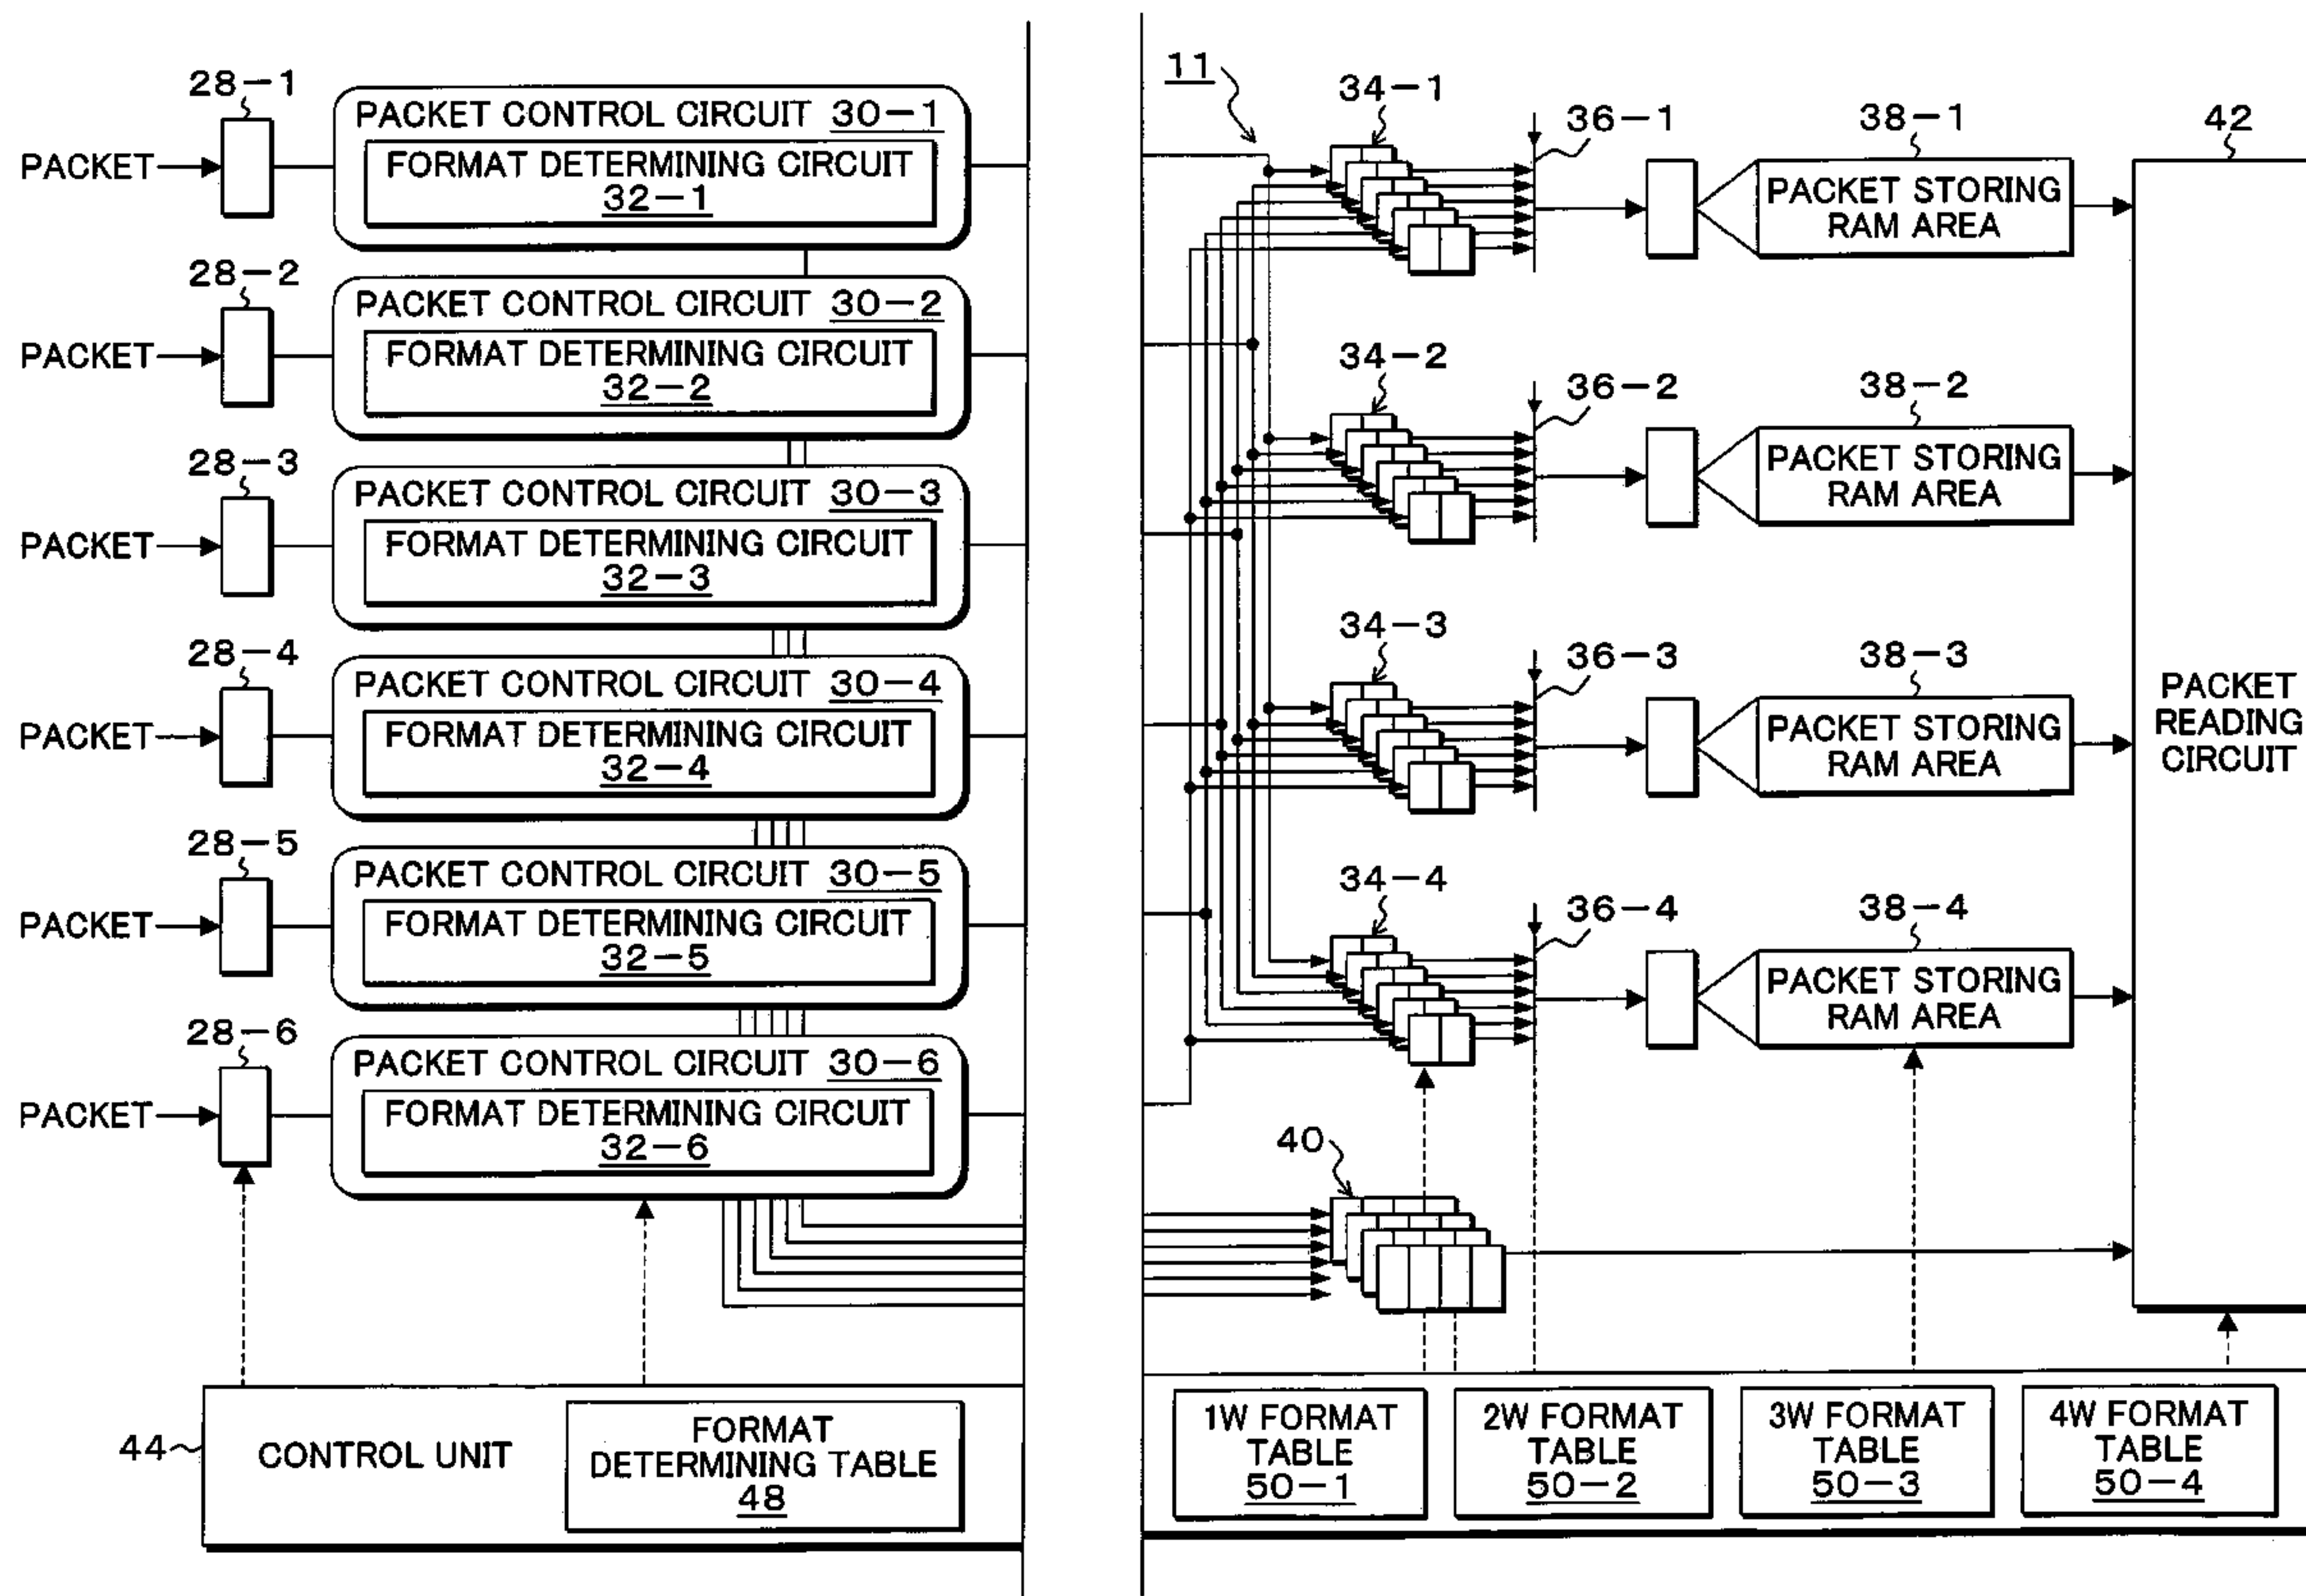 28-1
PACKET CONTROL CIRCUIT 30-1
PACKET
FORMAT DETERMINING CIRCUIT
32-1
28-2
PACKET CONTROL CIRCUIT 30-2
PACKET
FORMAT DETERMINING CIRCUIT
32-2
28-3
PACKET CONTROL CIRCUIT 30-3
PACKET
FORMAT DETERMINING CIRCUIT
32-3
28-4
PACKET CONTROL CIRCUIT 30-4
PACKET
FORMAT DETERMINING CIRCUIT
32-4
28-5
PACKET CONTROL CIRCUIT 30-5
PACKET
FORMAT DETERMINING CIRCUIT
32-5
28-6
PACKET CONTROL CIRCUIT 30-6
PACKET
FORMAT DETERMINING CIRCUIT
32-6
44
CONTROL UNIT
FORMAT
DETERMINING TABLE
48
11
34-1
36-1
38-1
PACKET STORING
RAM AREA
42
34-2
36-2
38-2
PACKET STORING
RAM AREA
34-3
36-3
38-3
PACKET STORING
RAM AREA
PACKET
READING
CIRCUIT
34-4
36-4
38-4
PACKET STORING
RAM AREA
40
1W FORMAT
TABLE
50-1
2W FORMAT
TABLE
50-2
3W FORMAT
TABLE
50-3
4W FORMAT
TABLE
50-4